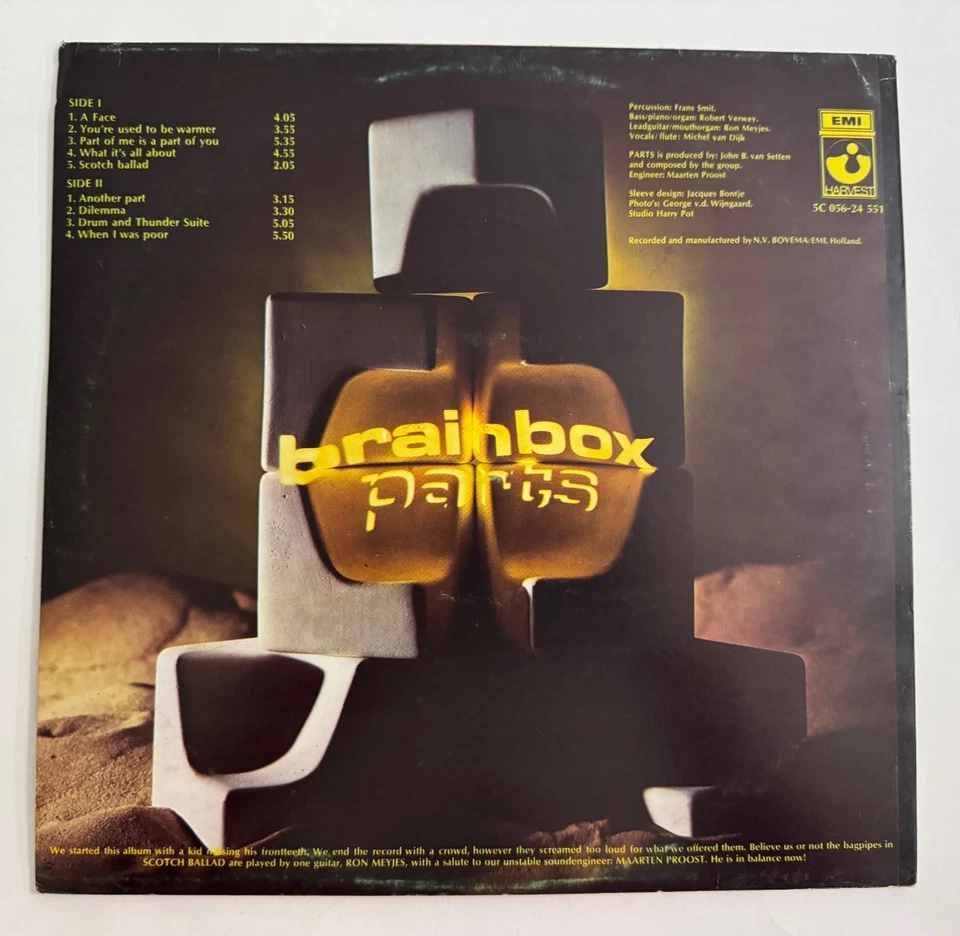 SIDE I
1. A Face 4.05
2. You're used to be warmer 3.55
3. Part of me is a part of you 5.35
4. What it's all about 4.55
5. Scotch ballad 2.05
SIDE II
1. Another part 3.15
2. Dilemma 3.30
3. Drum and Thunder Suite 5.05
4. When I was poor 5.50
Percussion: Frans Smit.
Bass/piano/organ: Robert Verwey.
Leadguitar/mouthorgan: Ron Meyjes.
Vocals/flute: Michel van Dijk
PARTS is produced by: John B. van Setten
and composed by the group.
Engineer: Maarten Proost
Sleeve design: Jacques Bontje
Photo's: George v.d. Wijngaard,
Studio Harry Pot
Recorded and manufactured by N.V. BOVEMA/EMI, Holland.
EMI
HARVEST
5C 056-24 551
brainbox
parts
We started this album with a kid missing his frontteeth. We end the record with a crowd, however they screamed too loud for what we offered them. Believe us or not the bagpipes in
SCOTCH BALLAD are played by one guitar, RON MEYJES, with a salute to our unstable soundengineer: MAARTEN PROOST. He is in balance now!